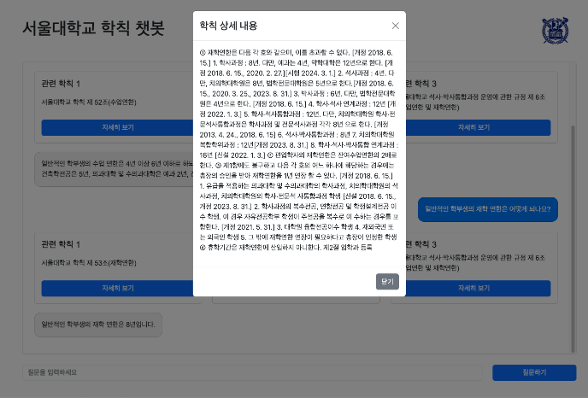 서울대학교 학칙 챗봇
학칙 상세 내용
① 재학연한은 다음 각 호와 같으며, 이를 초과할 수 없다. [개정 2018. 6.
15.] 1. 학사과정 : 8년. 다만, 의과는 4년, 약학대학은 12년으로 한다. [개
정 2018. 6. 15., 2020. 2. 27.][시행 2024. 3. 1.] 2. 석사과정 : 4년. 다
만, 치의학대학원은 8년, 법학전문대학원은 5년으로 한다.[개정 2018. 6.
15., 2020. 3. 25., 2023. 8. 31.] 3. 박사과정 : 6년. 다만, 법학전문대학
원은 4년으로 한다. [개정 2018. 6. 15.] 4. 학사·석사 연계과정 : 12년 [개
정 2022. 1. 3.] 5. 학사·석사통합과정 : 12년. 다만, 치의학대학원 학사·전
문석사통합과정은 학사과정 및 전문석사과정 각각 8년 으로 한다. [개정
2013. 4. 24., 2018. 6. 15] 6. 석사·박사통합과정 : 8년 7. 치의학대학원
복합학위과정 : 12년[개정 2023. 8. 31.] 8. 학사·석사·박사통합 연계과정 :
16년 [신설 2022. 1. 3.] ② 편입학사의 재학연한은 잔여수업연한의 2배로
한다. ③ 제1항에도 불구하고 다음 각 호의 어느 하나에 해당하는 경우에는
총장의 승인을 받아 재학연한을 1년 연장 할 수 있다. [개정 2018. 6. 15.]
1. 유급을 적용하는 의과대학 및 수의과대학의 학사과정, 치의학대학원의 석
사과정, 치의학대학원의 학사·전문석 사통합과정의 학생 [신설 2018. 6. 15.,
개정 2023. 8. 31.] 2. 학사과정의 복수전공, 연합전공 및 학생설계전공 이
수 학생, 이 경우 자유전공학부 학생이 주전공을 복수로 이 수하는 경우를 포
함한다. [개정 2021. 5. 31.] 3. 대학원 융합전공이수 학생 4. 재외국민 또
는 외국인 학생 5. 그 밖에 재학연한 연장이 필요하다고 총장이 인정한 학생
④ 휴학기간은 재학연한에 산입하지 아니한다. 제2절 입학과 등록
닫기
관련 학칙 1
서울대학교 학칙 제 52조(수업연한)
자세히 보기
관련 학칙 3
석사·박사통합과정 운영에 관한 규정 제 6조
연한 및 재학연한)
자세히 보기
일반적인 학부생의 수업 연한은 4년 이상 6년 이하로 하되
건축학전공은 5년, 의과대학 및 수의과대학은 예과 2년,
일반적인 학부생의 재학 연한은 어떻게 되나요?
관련 학칙 1
서울대학교 학칙 제 53조(재학연한)
자세히 보기
관련 학칙 3
석사·박사통합과정 운영에 관한 규정 제 6조
연한 및 재학연한)
자세히 보기
일반적인 학부생의 재학 연한은 8년입니다.
질문을 입력하세요
질문하기